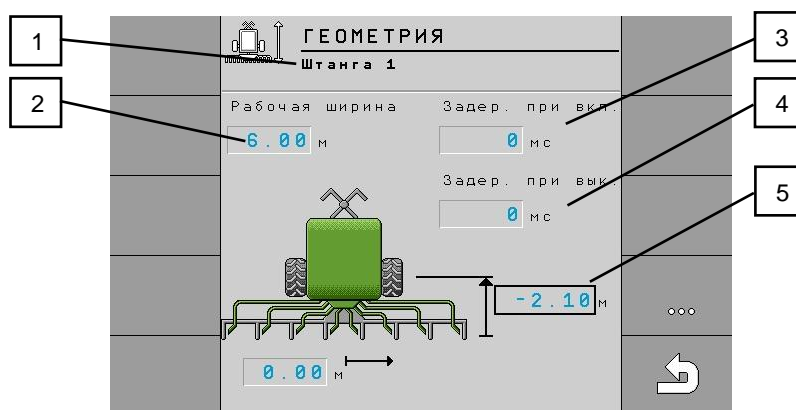 1
ГЕОМЕТРИЯ
Штанга 1
3
2
Рабочая ширина
Задер. при вкл.
4
6.00 м
0 мс
Задер. при вык.
5
0 мс
-2.10 м
0.00 м